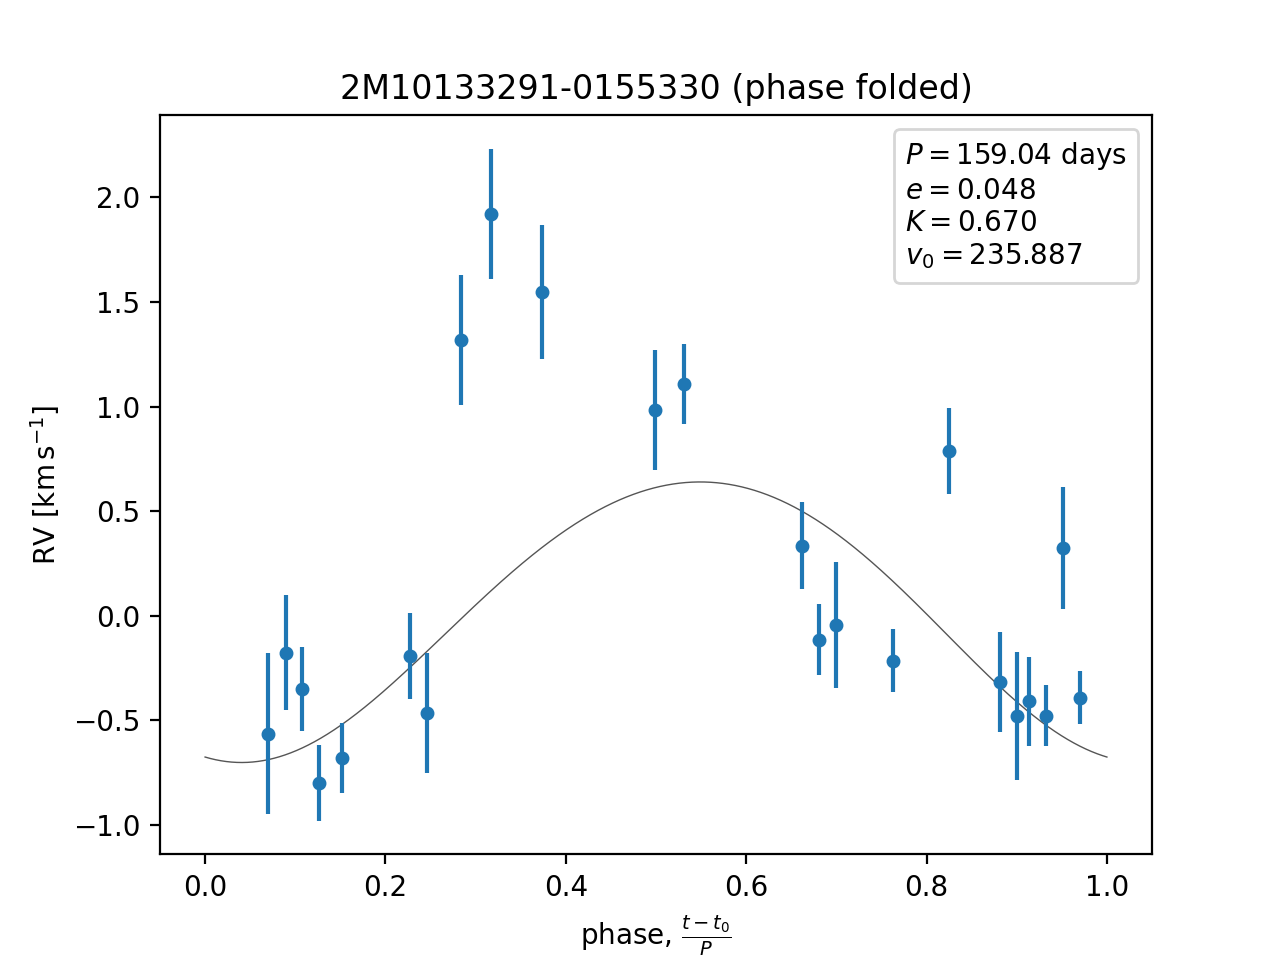 2M10133291-0155330 (phase folded)
P = 159.04 days
e = 0.048
K = 0.670
v₀ = 235.887
2.0
1.5
1.0
0.5
0.0
−0.5
−1.0
RV [km s⁻¹]
0.0 0.2 0.4 0.6 0.8 1.0
phase, (t − t₀)/P